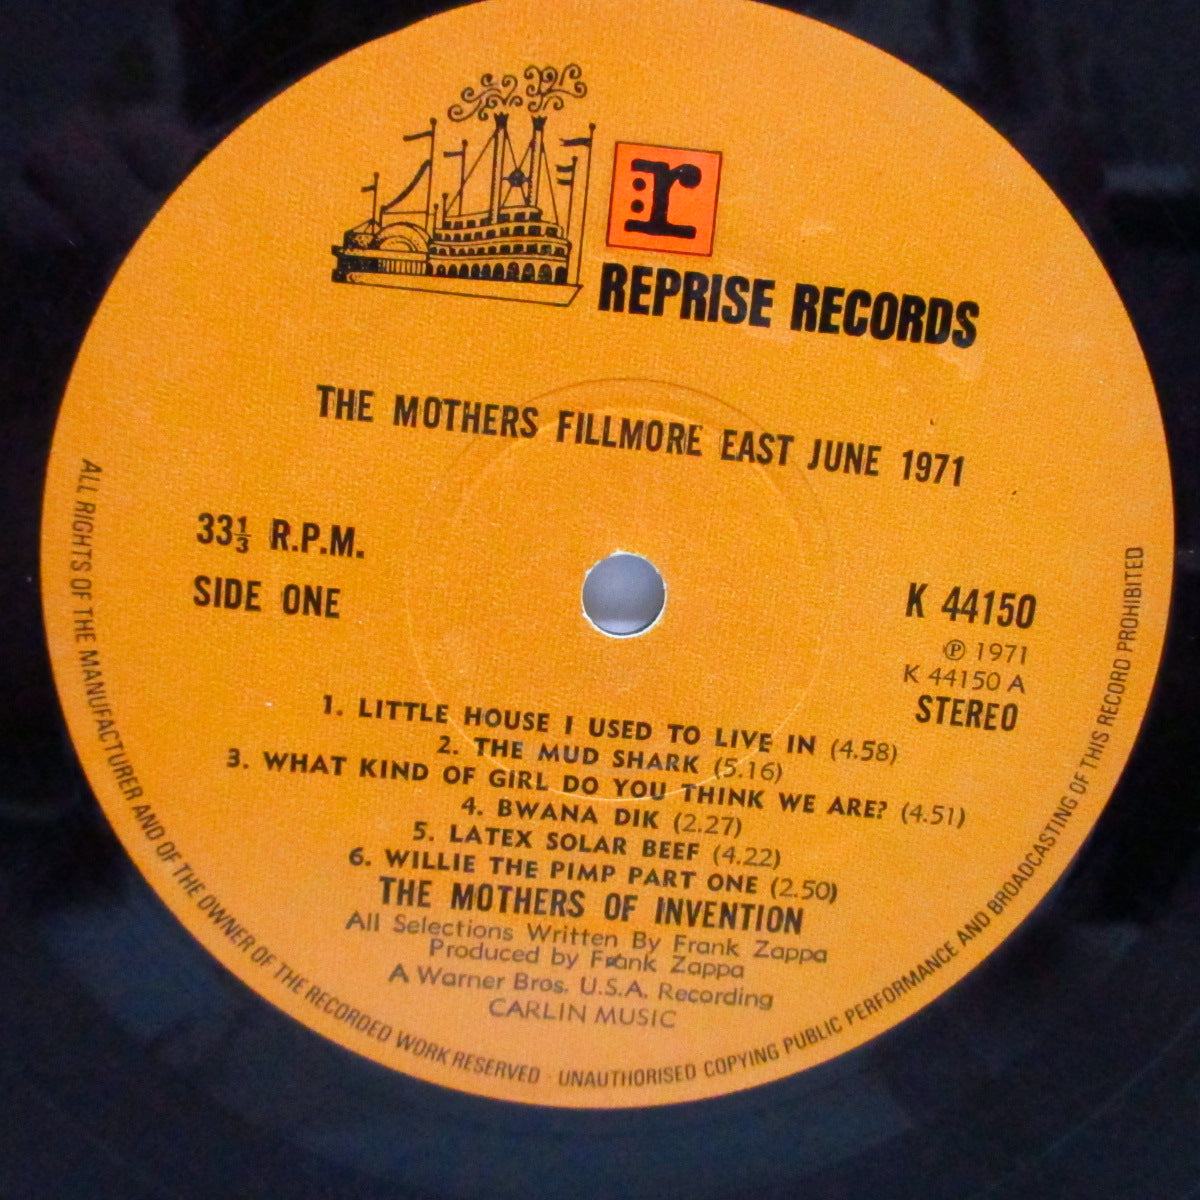 r
REPRISE RECORDS
THE MOTHERS FILLMORE EAST JUNE 1971
33⅓ R.P.M.
SIDE ONE
K 44150
℗ 1971
K 44150 A
STEREO
1. LITTLE HOUSE I USED TO LIVE IN (4.58)
2. THE MUD SHARK (5.16)
3. WHAT KIND OF GIRL DO YOU THINK WE ARE? (4.51)
4. BWANA DIK (2.27)
5. LATEX SOLAR BEEF (4.22)
6. WILLIE THE PIMP PART ONE (2.50)
THE MOTHERS OF INVENTION
All Selections Written By Frank Zappa
Produced by Frank Zappa
A Warner Bros. U.S.A. Recording
CARLIN MUSIC
ALL RIGHTS OF THE MANUFACTURER AND OF THE OWNER OF THE RECORDED WORK RESERVED · UNAUTHORISED COPYING PUBLIC PERFORMANCE AND BROADCASTING OF THIS RECORD PROHIBITED